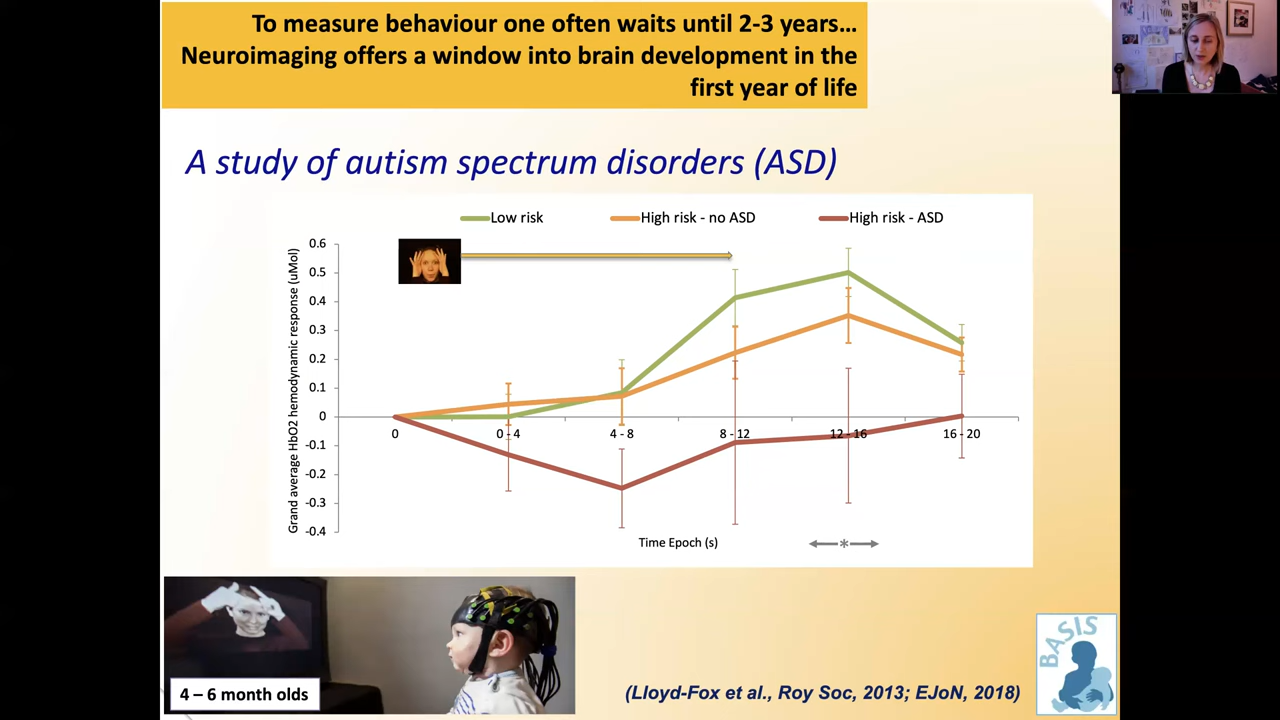 To measure behaviour one often waits until 2-3 years…
Neuroimaging offers a window into brain development in the
first year of life
A study of autism spectrum disorders (ASD)
Low risk
High risk - no ASD
High risk - ASD
Grand average HbO2 hemodynamic response (uMol)
0.6
0.5
0.4
0.3
0.2
0.1
0
-0.1
-0.2
-0.3
-0.4
0
0 - 4
4 - 8
8 - 12
12 - 16
16 - 20
Time Epoch (s)
*
4 – 6 month olds
(Lloyd-Fox et al., Roy Soc, 2013; EJoN, 2018)
BASIS